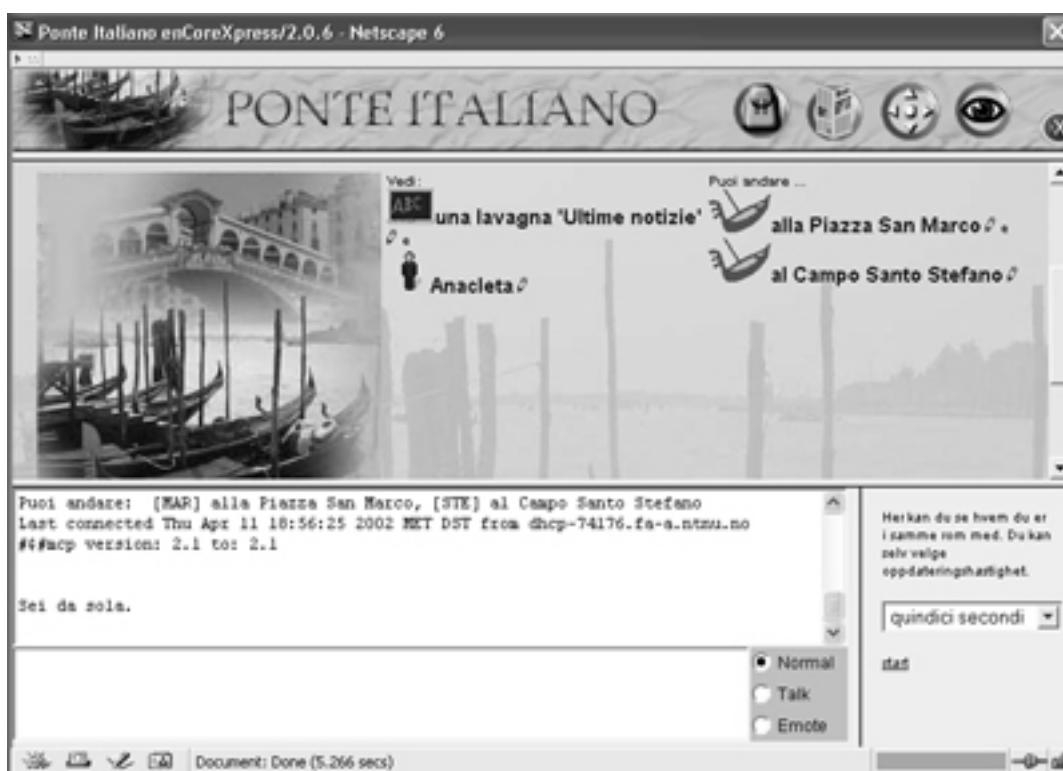 Ponte Italiano enCoreXpress/2.0.6 - Netscape 6
PONTE ITALIANO
Vedi:
ABC
una lavagna 'Ultime notizie'
Anacleta
Puoi andare ...
alla Piazza San Marco
al Campo Santo Stefano
Puoi andare: [MAR] alla Piazza San Marco, [STE] al Campo Santo Stefano
Last connected Thu Apr 11 18:56:25 2002 MET DST from dhcp-74176.fa-a.ntnu.no
#$#mcp version: 2.1 to: 2.1
Sei da sola.
Normal
Talk
Emote
Her kan du se hvem du er
i samme rom med. Du kan
selv velge
oppdateringshastighet.
quindici secondi
start
Document: Done (5.266 secs)